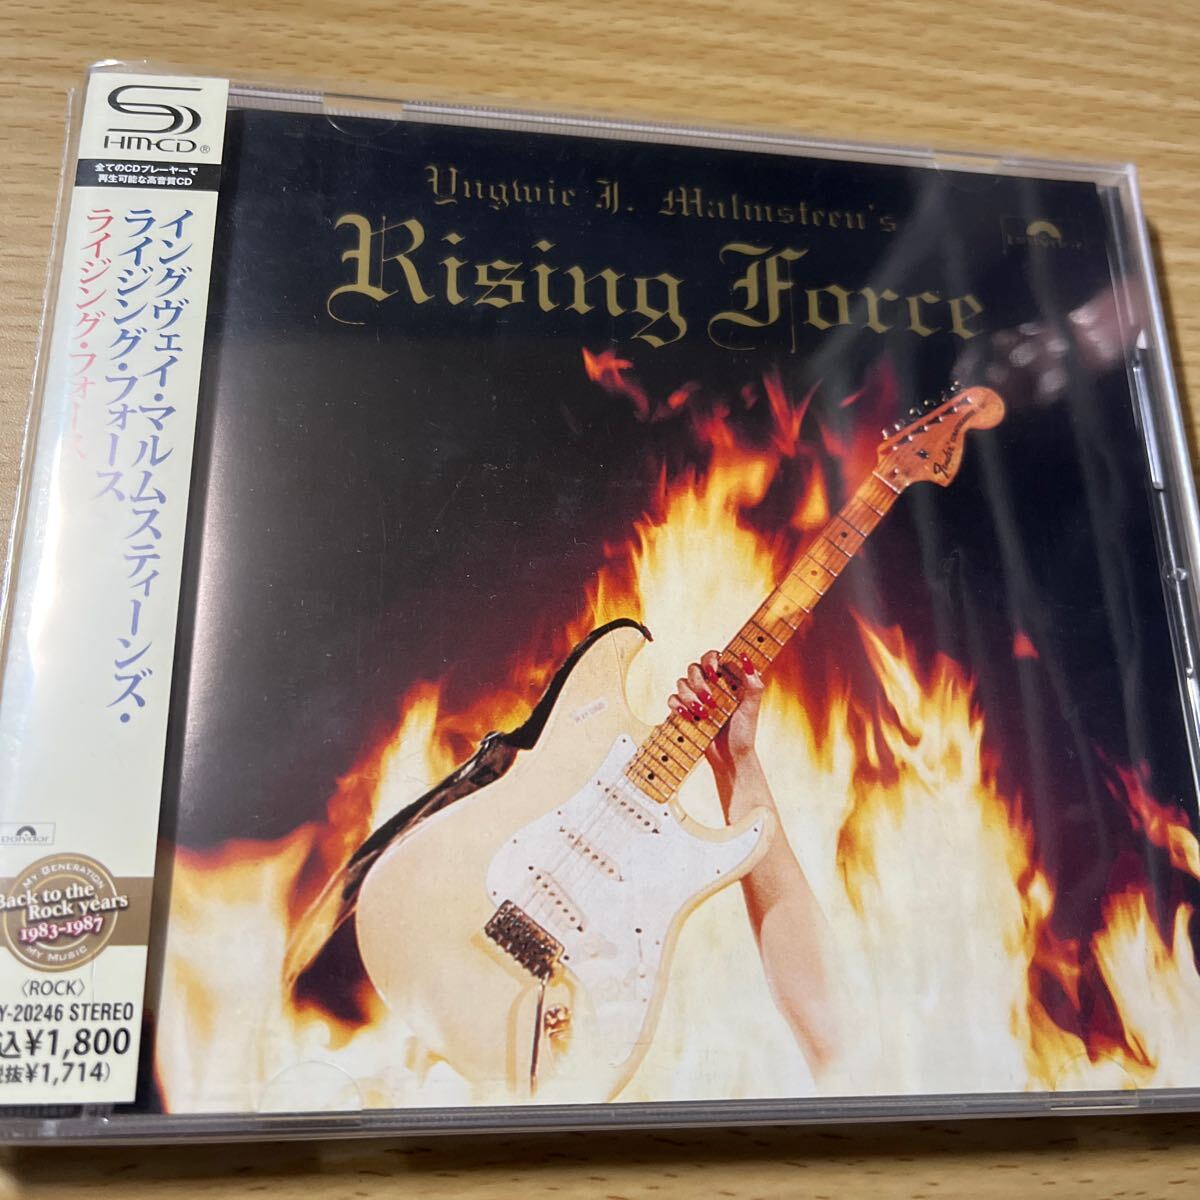 HM-CD®
全てのCDプレーヤーで
再生可能な高音質CD
イングヴェイ・マルムスティーンズ・
ライジング・フォース
ライジング・フォース
polydor
MY GENERATION
Back to the
Rock years
1983-1987
MY MUSIC
〈ROCK〉
Y-20246 STEREO
込¥1,800
税抜¥1,714)
Yngwie J. Malmsteen's
Rising Force
Fender